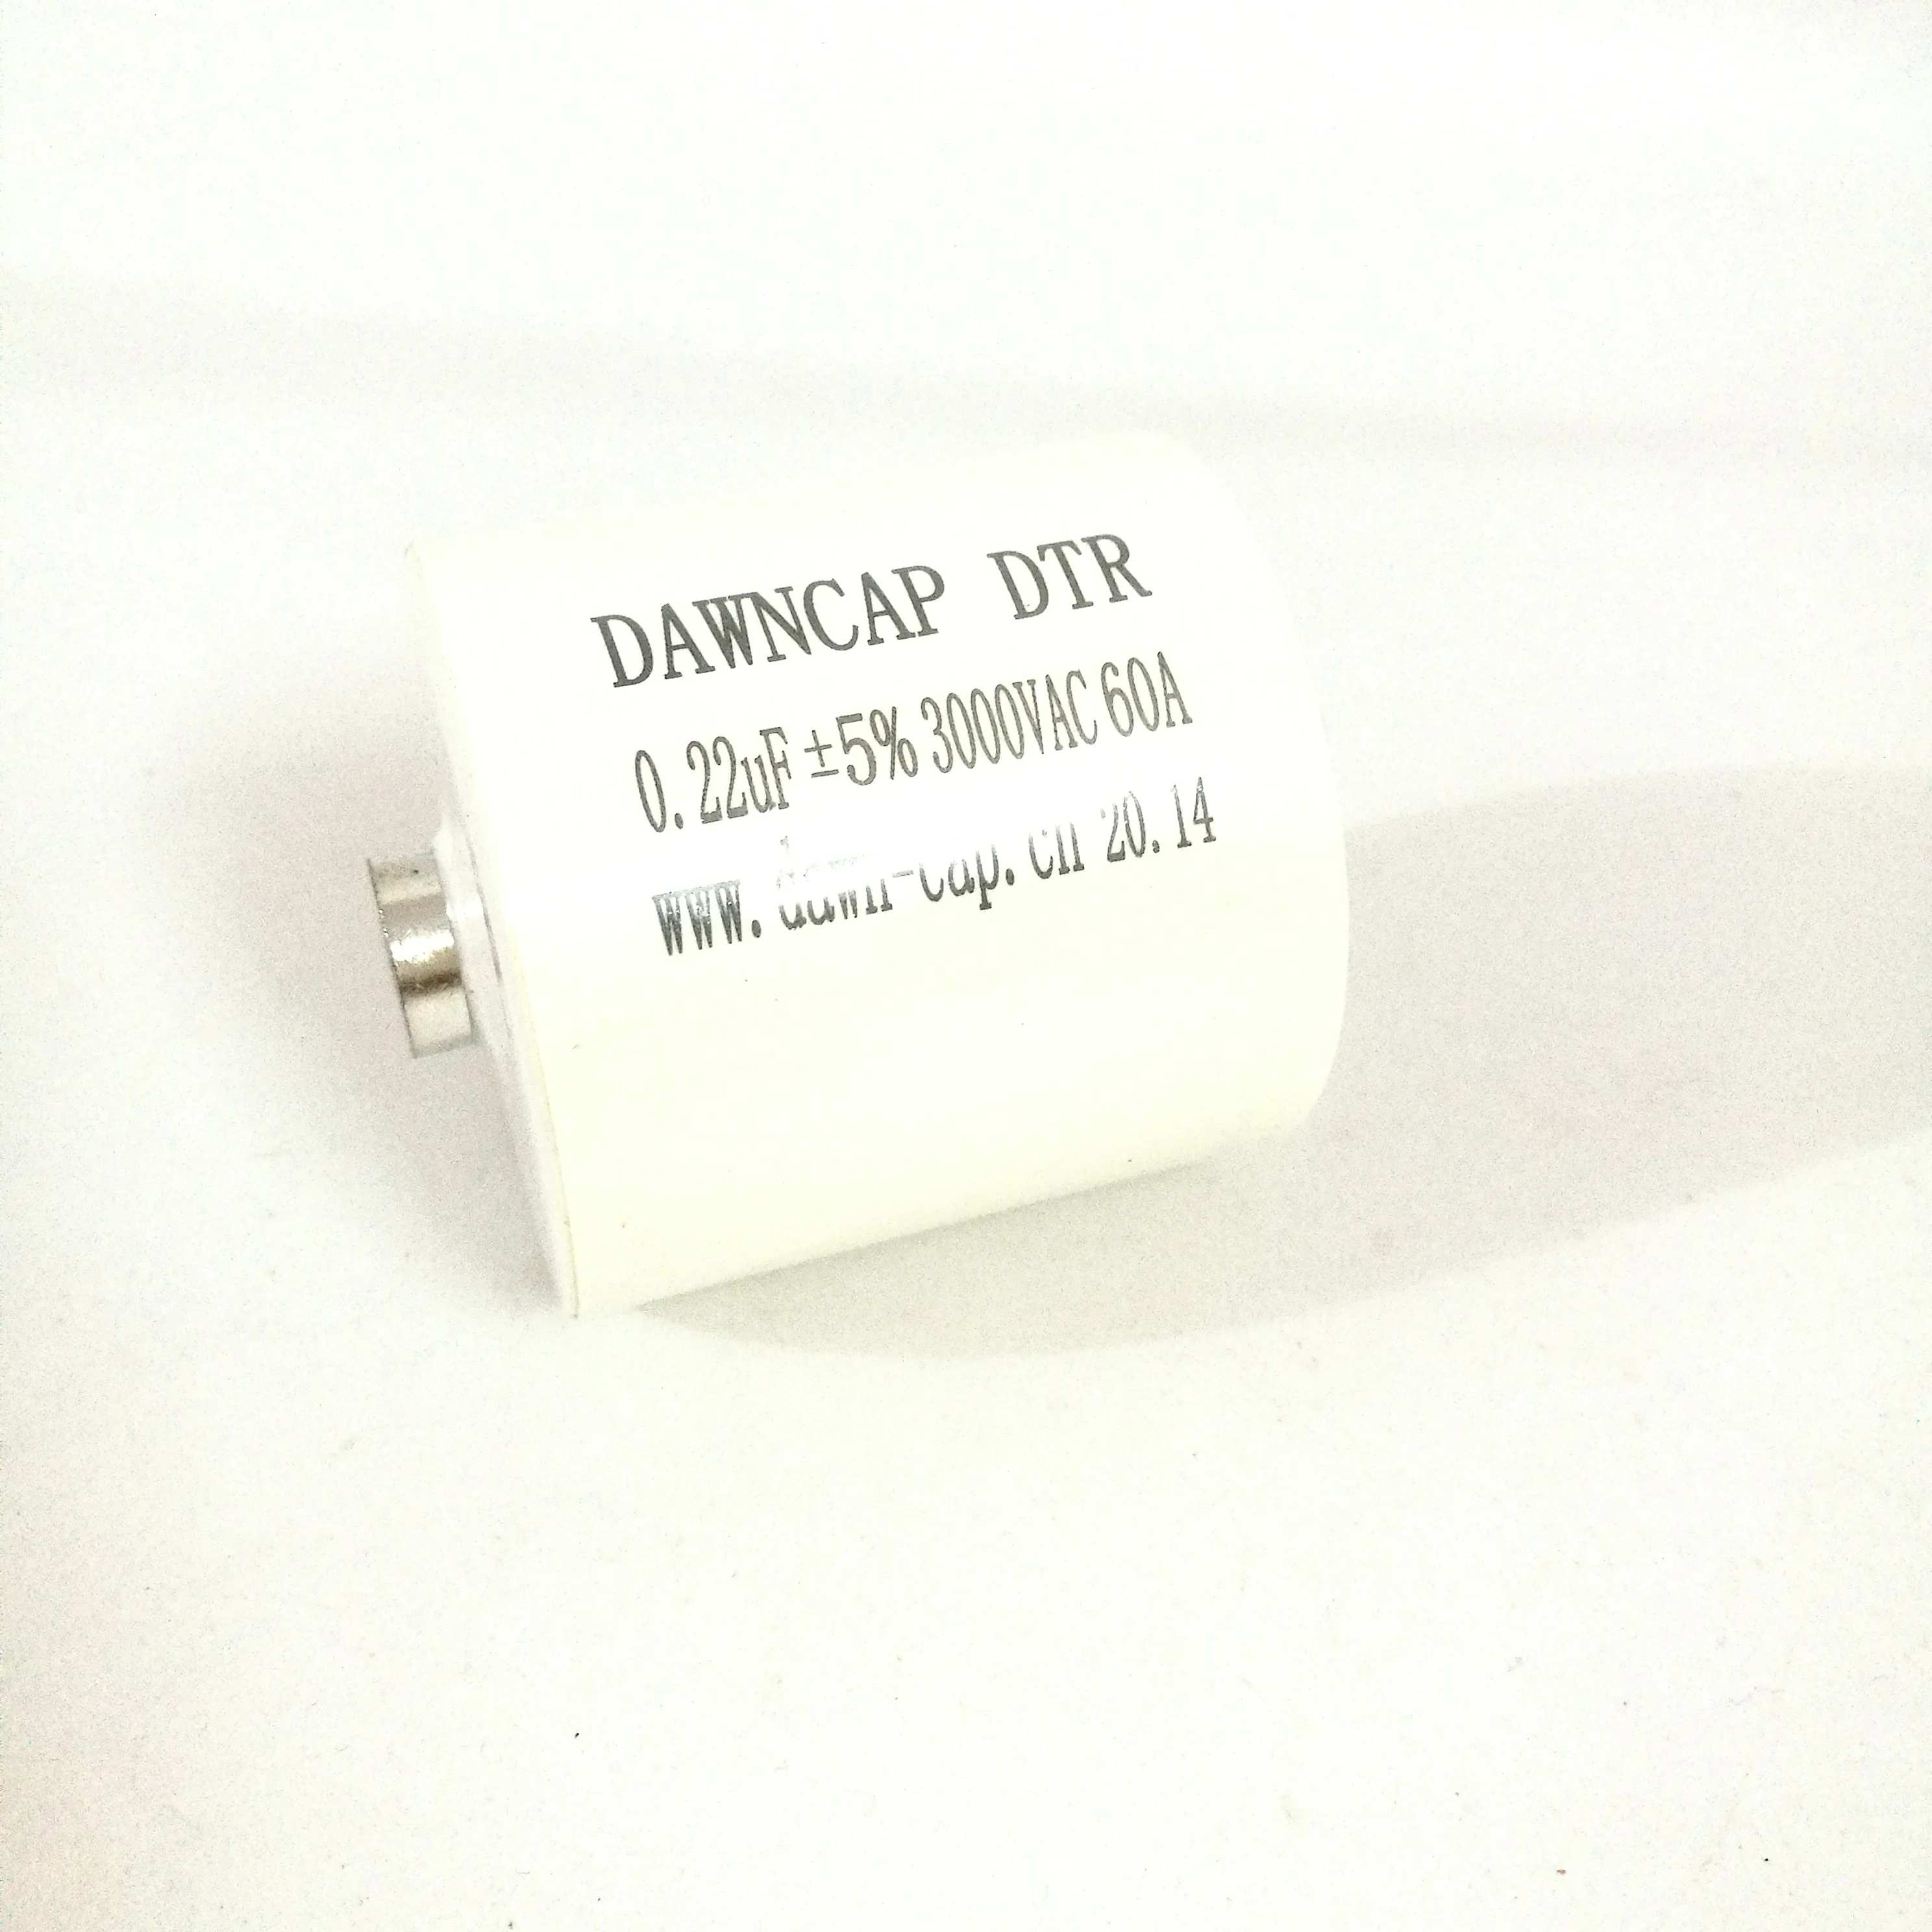 DAWNCAP DTR
0.22uF ±5% 3000VAC 60A
www.dawn-cap.cn 20.14